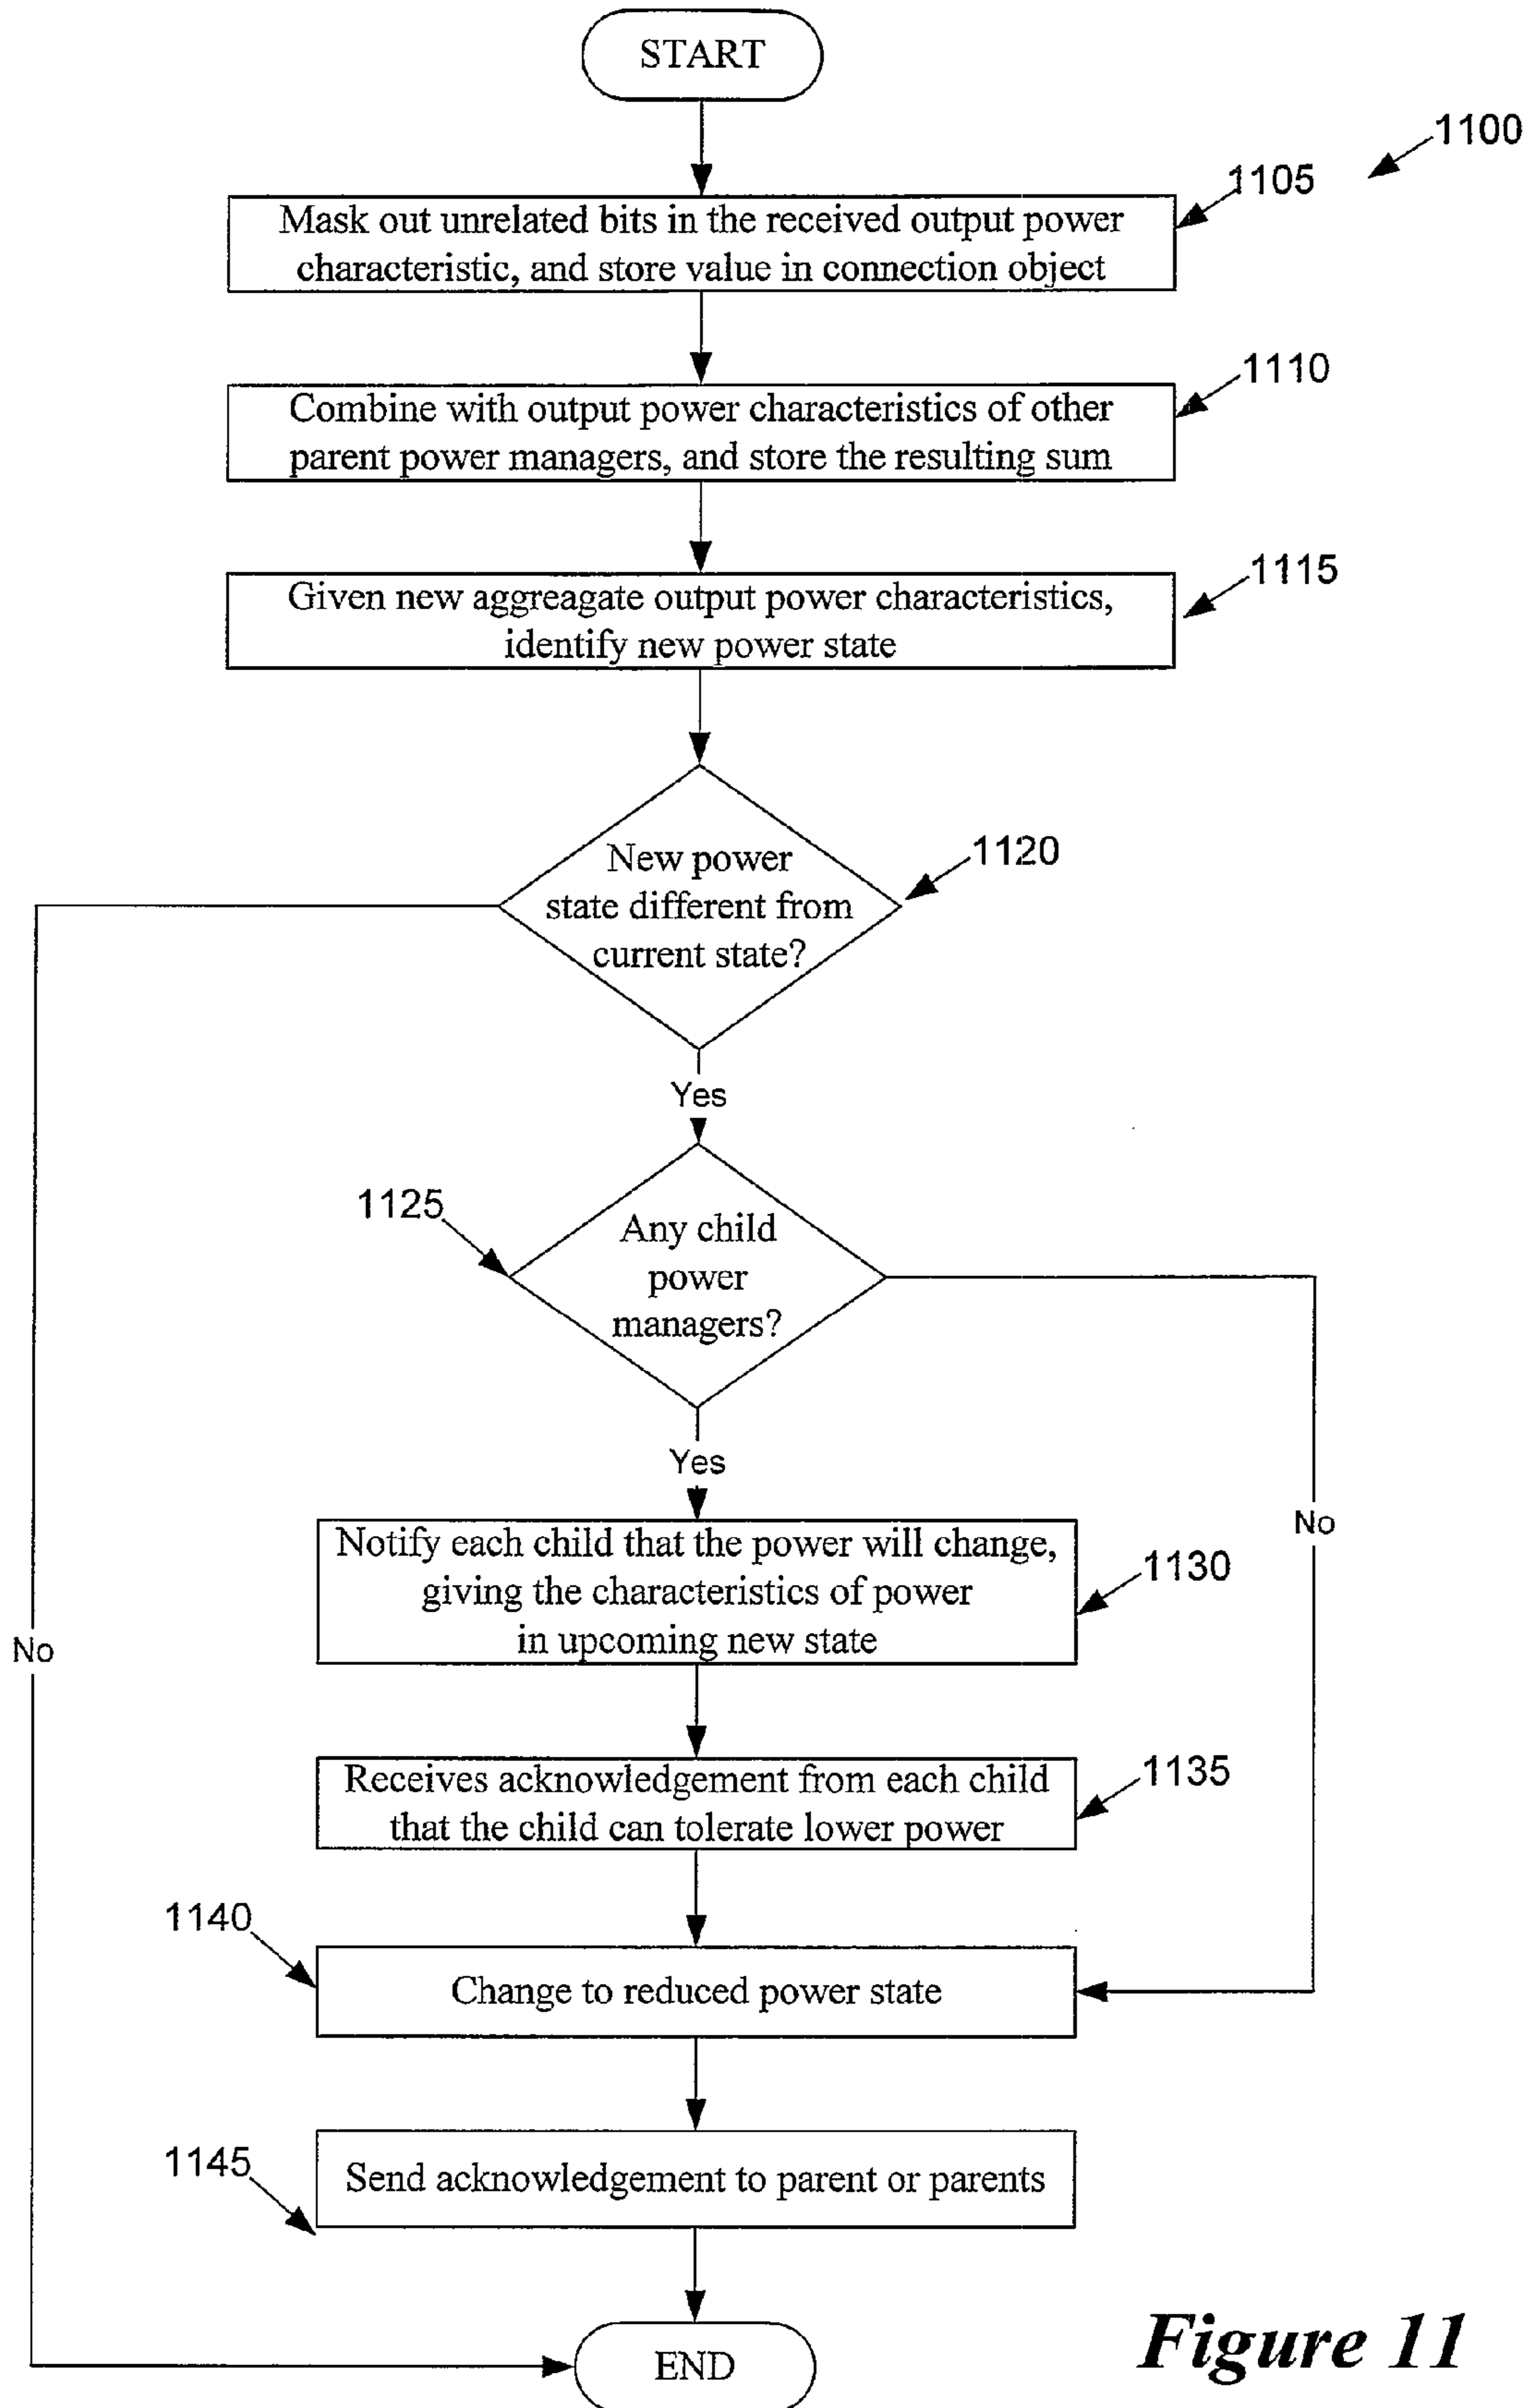 START
1100
1105
Mask out unrelated bits in the received output power
characteristic, and store value in connection object
1110
Combine with output power characteristics of other
parent power managers, and store the resulting sum
1115
Given new aggreagate output power characteristics,
identify new power state
1120
New power
state different from
current state?
Yes
1125
Any child
power
managers?
Yes
No
Notify each child that the power will change,
giving the characteristics of power
in upcoming new state
1130
No
Receives acknowledgement from each child
that the child can tolerate lower power
1135
1140
Change to reduced power state
1145
Send acknowledgement to parent or parents
END
Figure 11